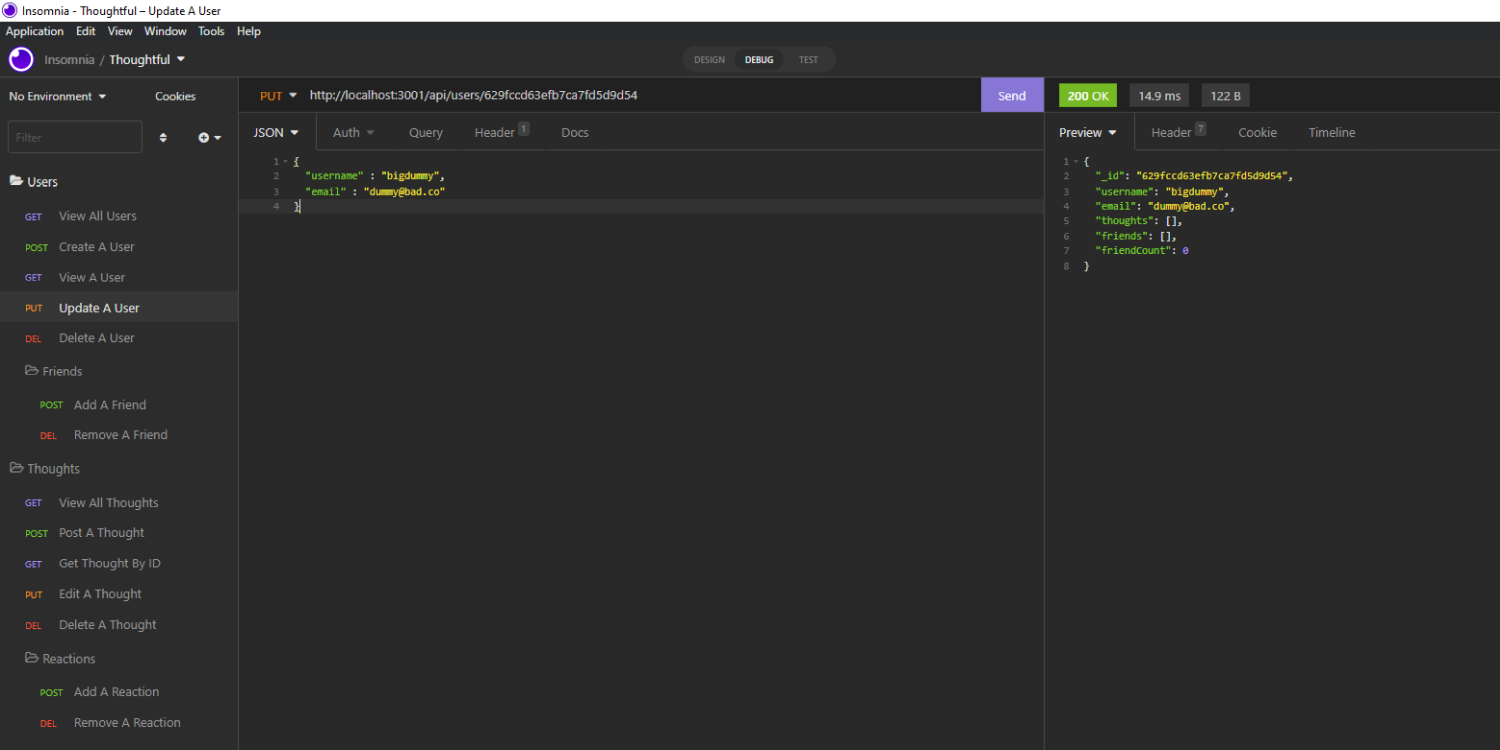 Insomnia - Thoughtful – Update A User
Application Edit View Window Tools Help
Insomnia / Thoughtful
DESIGN DEBUG TEST
No Environment Cookies
Filter
Users
GET View All Users
POST Create A User
GET View A User
PUT Update A User
DEL Delete A User
Friends
POST Add A Friend
DEL Remove A Friend
Thoughts
GET View All Thoughts
POST Post A Thought
GET Get Thought By ID
PUT Edit A Thought
DEL Delete A Thought
Reactions
POST Add A Reaction
DEL Remove A Reaction
PUT http://localhost:3001/api/users/629fccd63efb7ca7fd5d9d54 Send
JSON Auth Query Header 1 Docs
1 {
2 "username" : "bigdummy",
3 "email" : "dummy@bad.co"
4 }
200 OK 14.9 ms 122 B
Preview Header 7 Cookie Timeline
1 {
2 "_id": "629fccd63efb7ca7fd5d9d54",
3 "username": "bigdummy",
4 "email": "dummy@bad.co",
5 "thoughts": [],
6 "friends": [],
7 "friendCount": 0
8 }